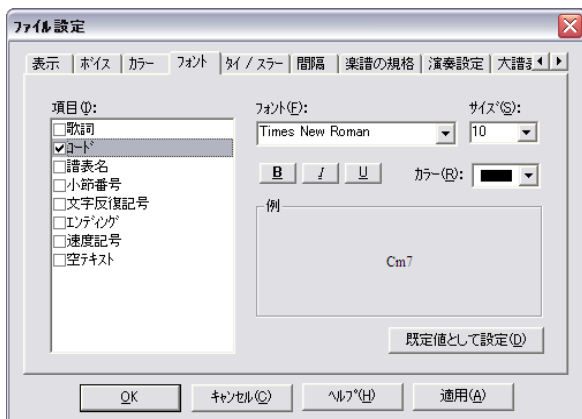 ファイル設定
表示 ボイス カラー フォント タイ / スラー 間隔 楽譜の規格 演奏設定 大譜表
項目(I):
歌詞
コード
譜表名
小節番号
文字反復記号
エンディング
速度記号
空テキスト
フォント(F):
サイズ(S):
Times New Roman
10
B I U カラー(R):
例
Cm7
既定値として設定(D)
OK キャンセル(C) ヘルプ(H) 適用(A)